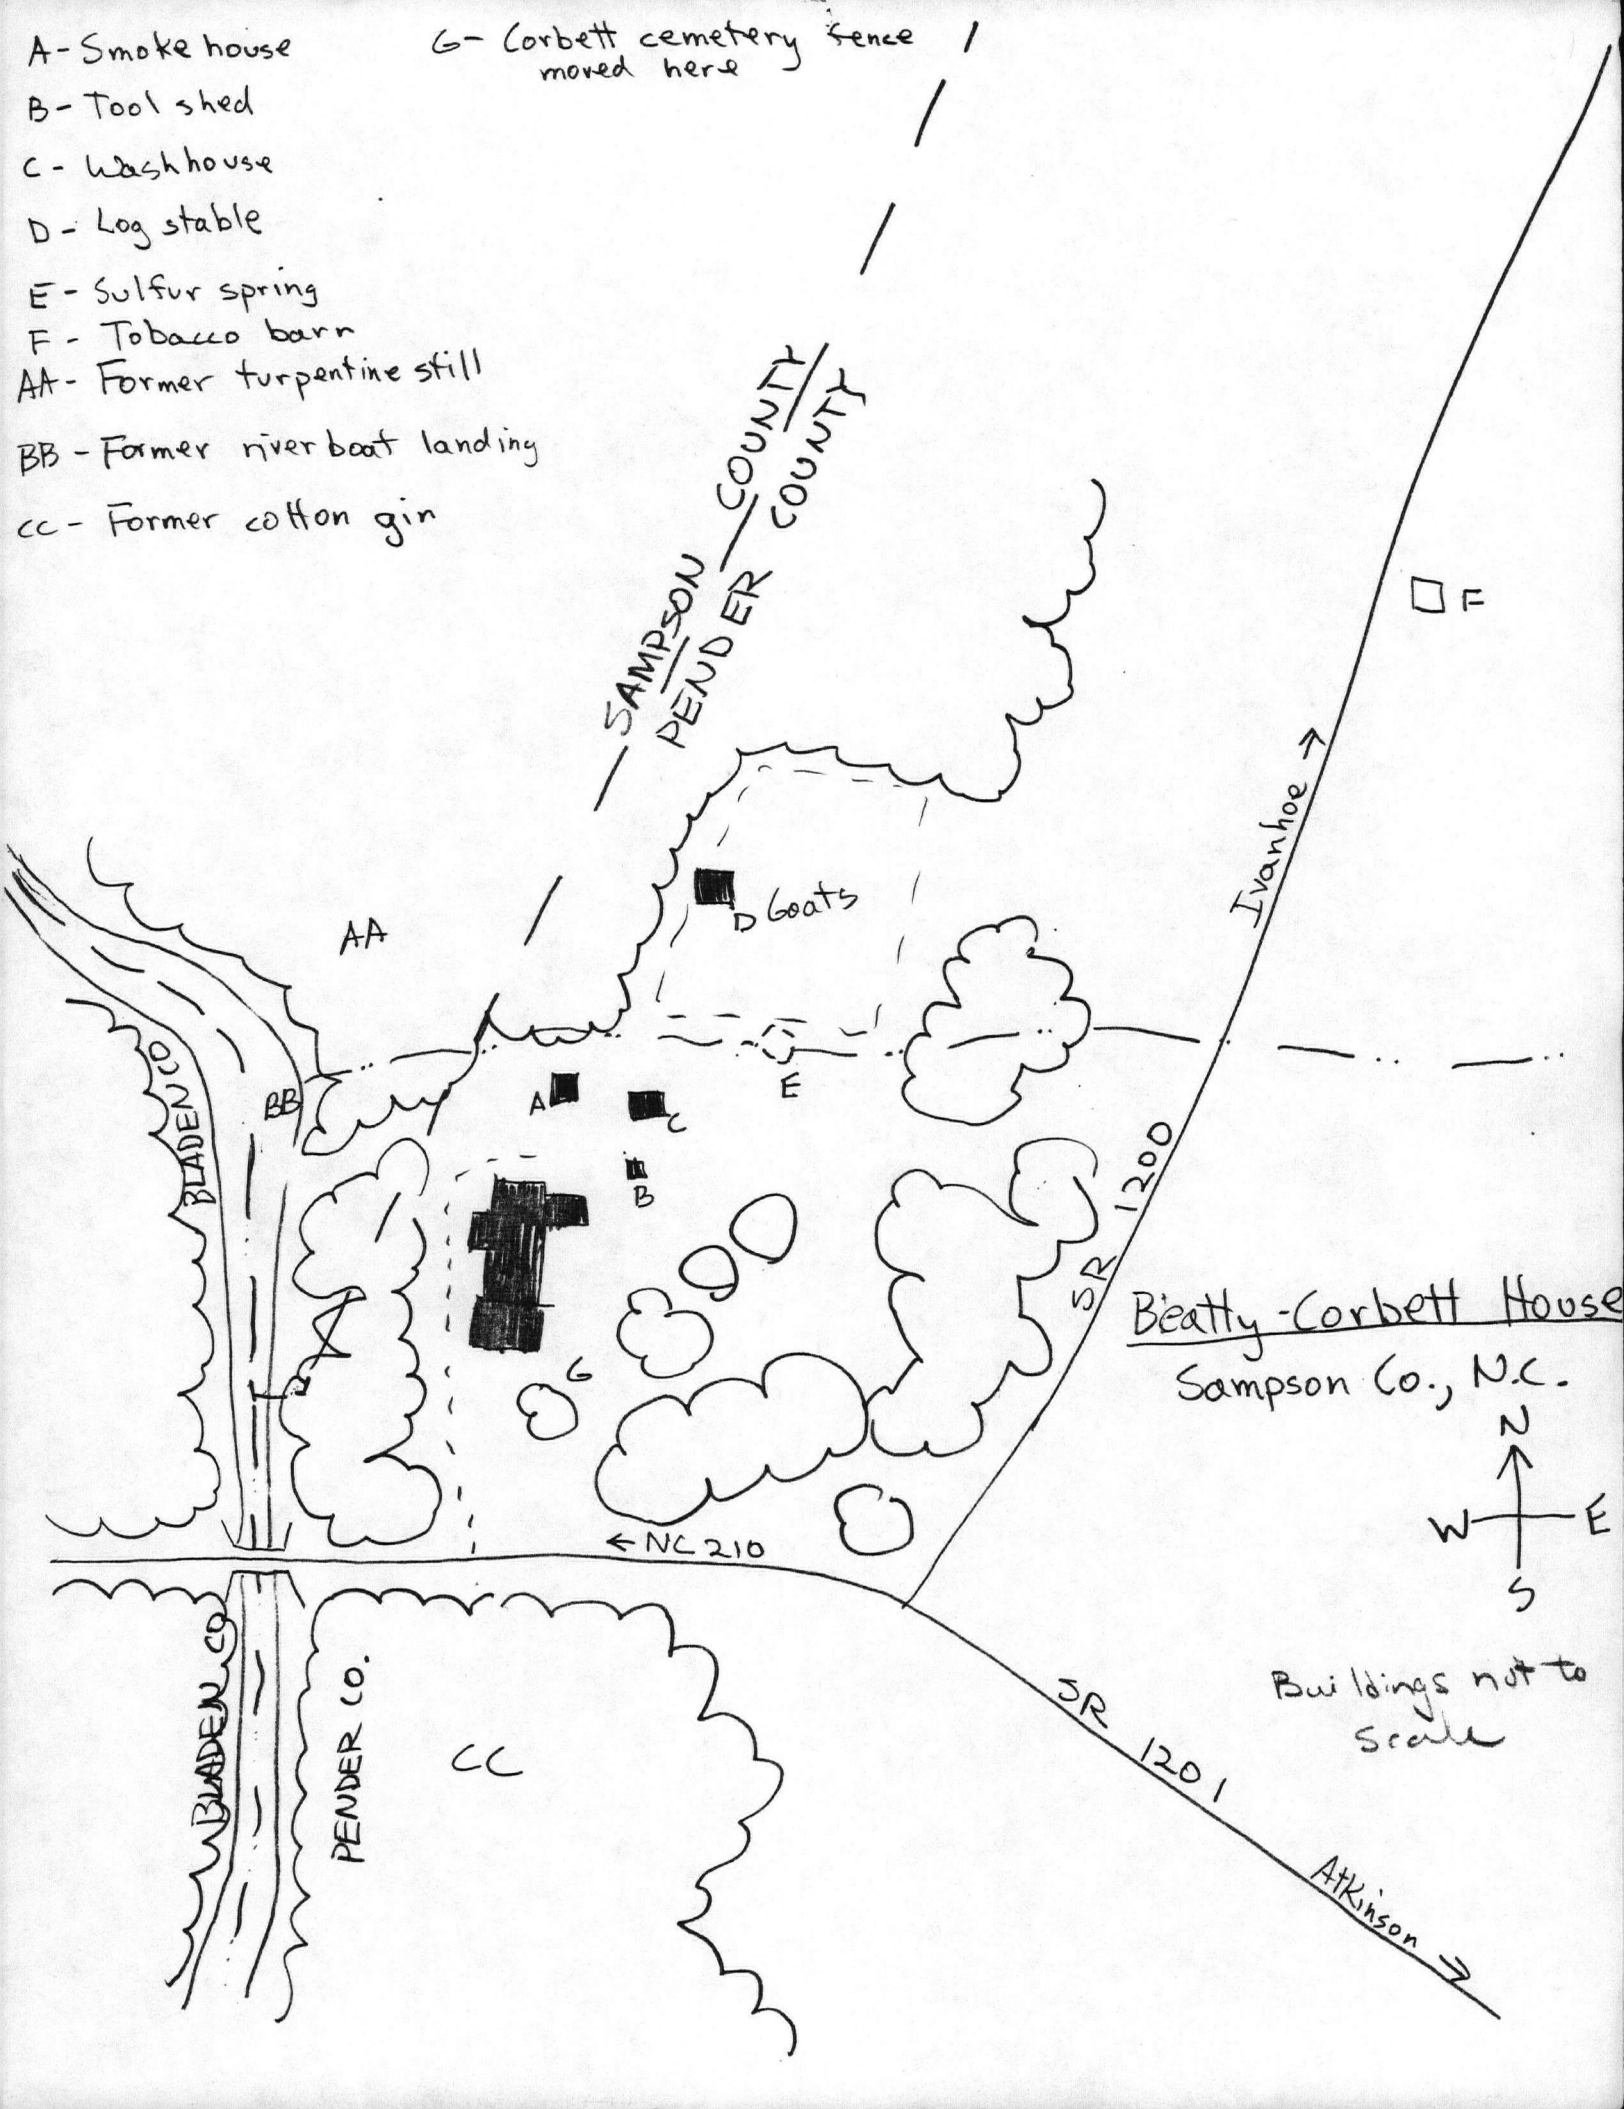 A- Smoke house
G- Corbett cemetery fence
moved here
B- Tool shed
C- Washhouse
D- Log stable
E- Sulfur spring
F- Tobacco barn
AA- Former turpentine still
BB- Former riverboat landing
CC- Former cotton gin
SAMPSON COUNTY
PENDER COUNTY
F
Ivanhoe →
D Goats
AA
BLADEN CO
BB
A
C
E
B
SR 1200
Beatty-Corbett House
Sampson Co., N.C.
G
N
W E
S
← NC 210
BLADEN CO
PENDER CO.
CC
SR 1201
Buildings not to
scale
Atkinson →